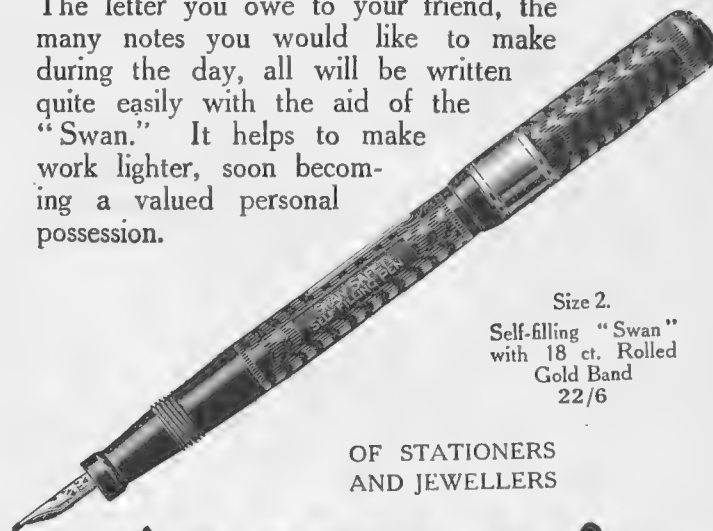 The letter you owe to your friend, the
many notes you would like to make
during the day, all will be written
quite easily with the aid of the
“Swan.” It helps to make
work lighter, soon becom-
ing a valued personal
possession.
SELF-FILLING PEN
Size 2.
Self-filling “Swan”
with 18 ct. Rolled
Gold Band
22/6
OF STATIONERS
AND JEWELLERS